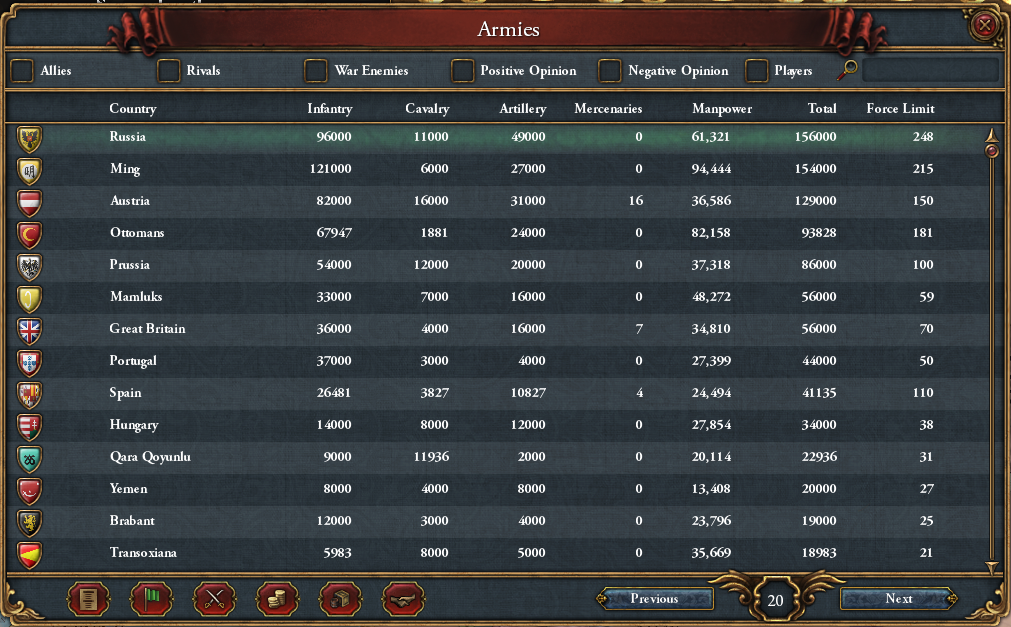 Armies
Allies Rivals War Enemies Positive Opinion Negative Opinion Players
Country Infantry Cavalry Artillery Mercenaries Manpower Total Force Limit
Russia 96000 11000 49000 0 61,321 156000 248
Ming 121000 6000 27000 0 94,444 154000 215
Austria 82000 16000 31000 16 36,586 129000 150
Ottomans 67947 1881 24000 0 82,158 93828 181
Prussia 54000 12000 20000 0 37,318 86000 100
Mamluks 33000 7000 16000 0 48,272 56000 59
Great Britain 36000 4000 16000 7 34,810 56000 70
Portugal 37000 3000 4000 0 27,399 44000 50
Spain 26481 3827 10827 4 24,494 41135 110
Hungary 14000 8000 12000 0 27,854 34000 38
Qara Qoyunlu 9000 11936 2000 0 20,114 22936 31
Yemen 8000 4000 8000 0 13,408 20000 27
Brabant 12000 3000 4000 0 23,796 19000 25
Transoxiana 5983 8000 5000 0 35,669 18983 21
Previous 20 Next